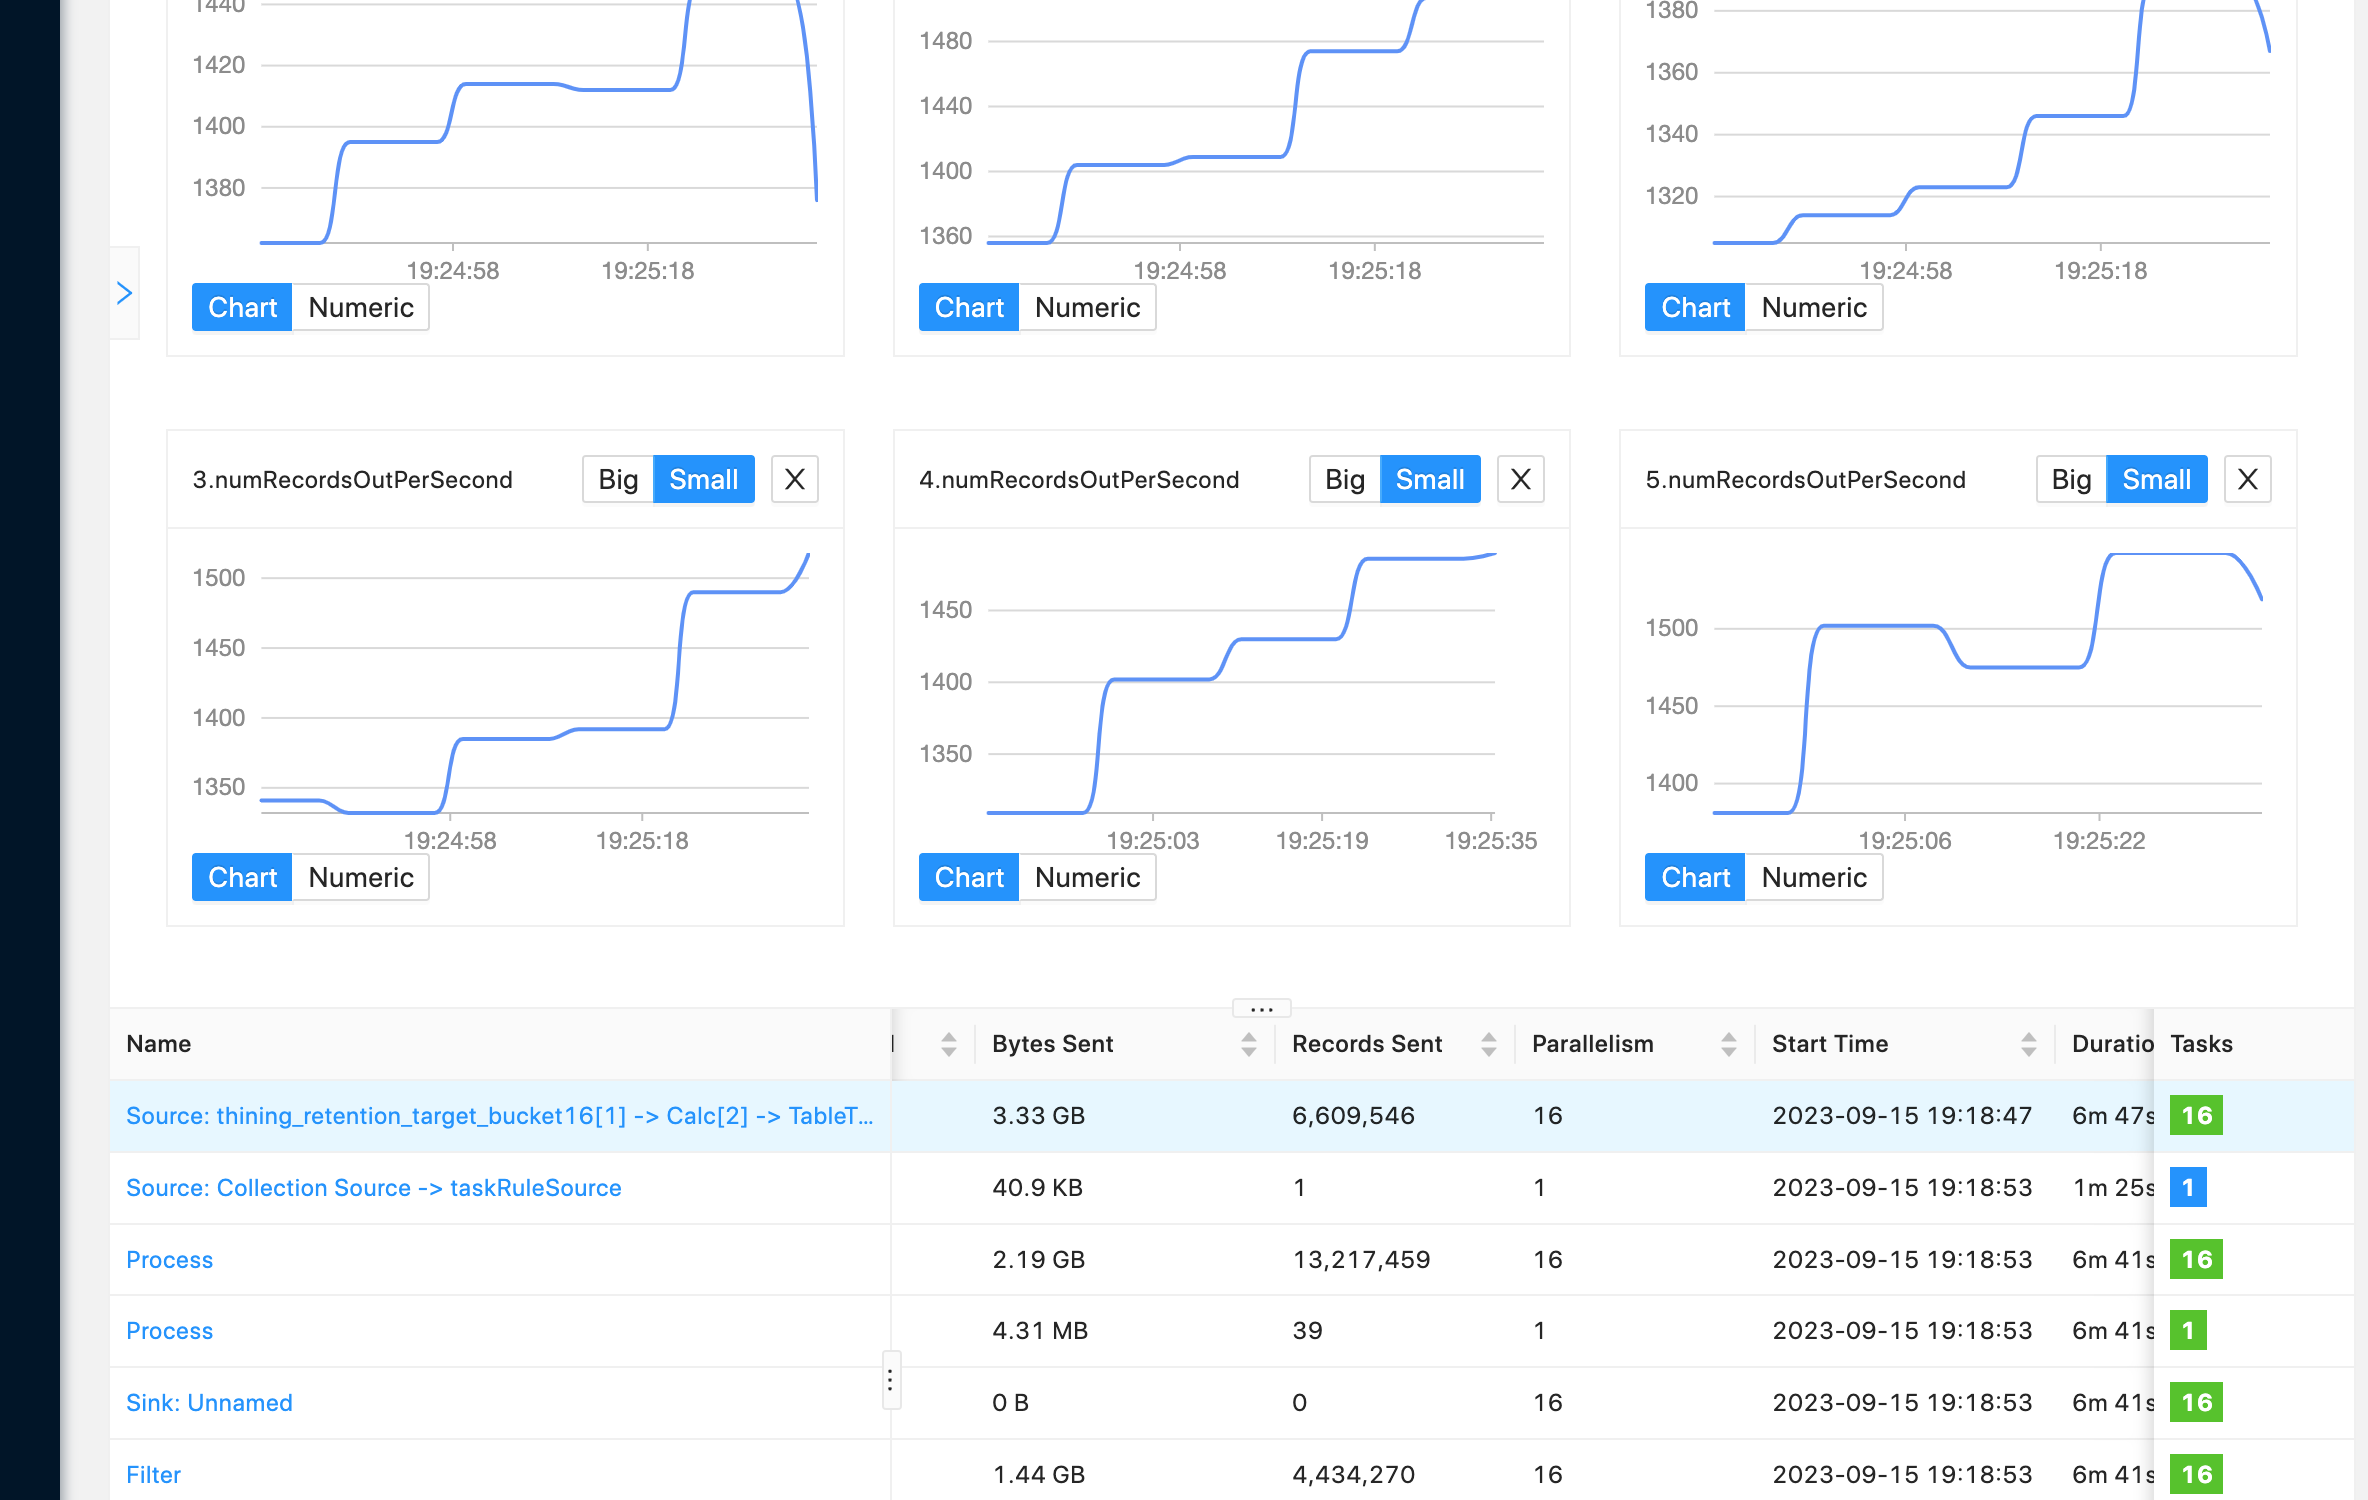 1440
1420
1400
1380
19:24:58 19:25:18
Chart Numeric
1480
1440
1400
1360
19:24:58 19:25:18
Chart Numeric
1380
1360
1340
1320
19:24:58 19:25:18
Chart Numeric
3.numRecordsOutPerSecond Big Small X
1500
1450
1400
1350
19:24:58 19:25:18
Chart Numeric
4.numRecordsOutPerSecond Big Small X
1450
1400
1350
19:25:03 19:25:19 19:25:35
Chart Numeric
5.numRecordsOutPerSecond Big Small X
1500
1450
1400
19:25:06 19:25:22
Chart Numeric
Name Bytes Sent Records Sent Parallelism Start Time Duratio Tasks
Source: thining_retention_target_bucket16[1] -> Calc[2] -> TableT... 3.33 GB 6,609,546 16 2023-09-15 19:18:47 6m 47s 16
Source: Collection Source -> taskRuleSource 40.9 KB 1 1 2023-09-15 19:18:53 1m 25s 1
Process 2.19 GB 13,217,459 16 2023-09-15 19:18:53 6m 41s 16
Process 4.31 MB 39 1 2023-09-15 19:18:53 6m 41s 1
Sink: Unnamed 0 B 0 16 2023-09-15 19:18:53 6m 41s 16
Filter 1.44 GB 4,434,270 16 2023-09-15 19:18:53 6m 41s 16